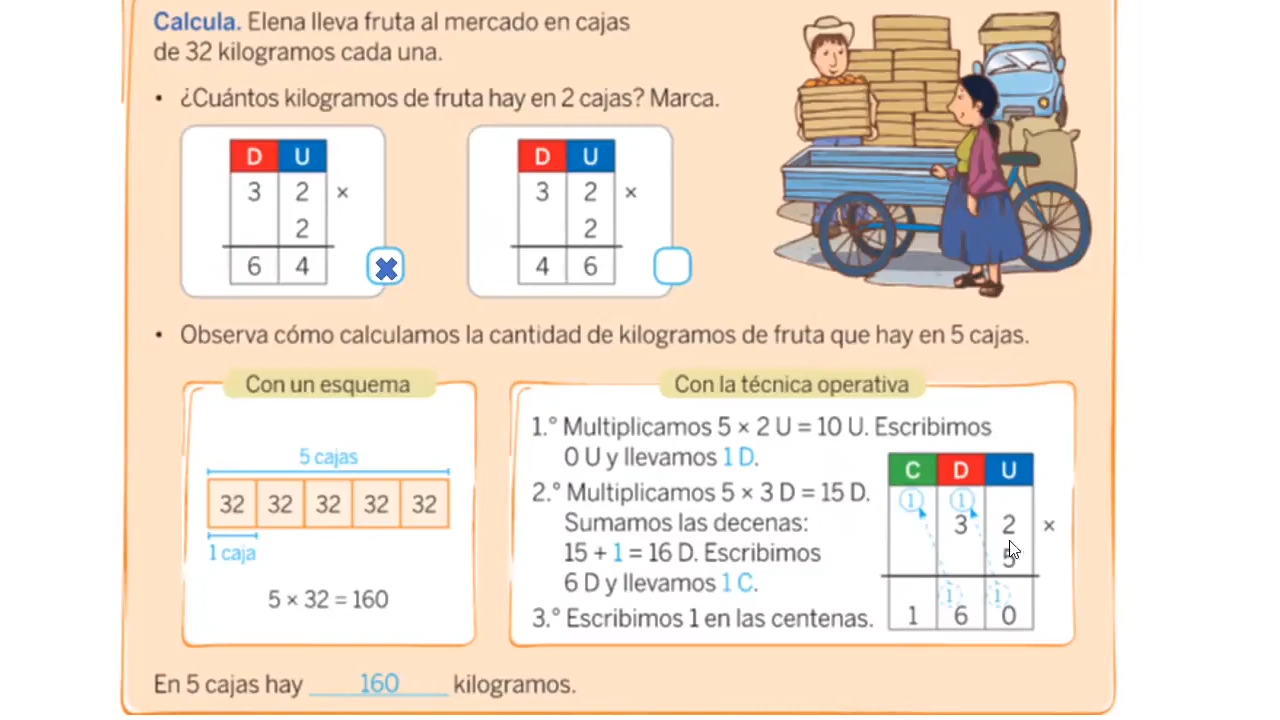 Calcula. Elena lleva fruta al mercado en cajas
de 32 kilogramos cada una.
• ¿Cuántos kilogramos de fruta hay en 2 cajas? Marca.
D U
3 2 ×
2
6 4
D U
3 2 ×
2
4 6
• Observa cómo calculamos la cantidad de kilogramos de fruta que hay en 5 cajas.
Con un esquema
5 cajas
32 32 32 32 32
1 caja
5 × 32 = 160
Con la técnica operativa
1.° Multiplicamos 5 × 2 U = 10 U. Escribimos
0 U y llevamos 1 D.
2.° Multiplicamos 5 × 3 D = 15 D.
Sumamos las decenas:
15 + 1 = 16 D. Escribimos
6 D y llevamos 1 C.
3.° Escribimos 1 en las centenas.
C D U
1 1
3 2 ×
5
1 1
1 6 0
En 5 cajas hay 160 kilogramos.